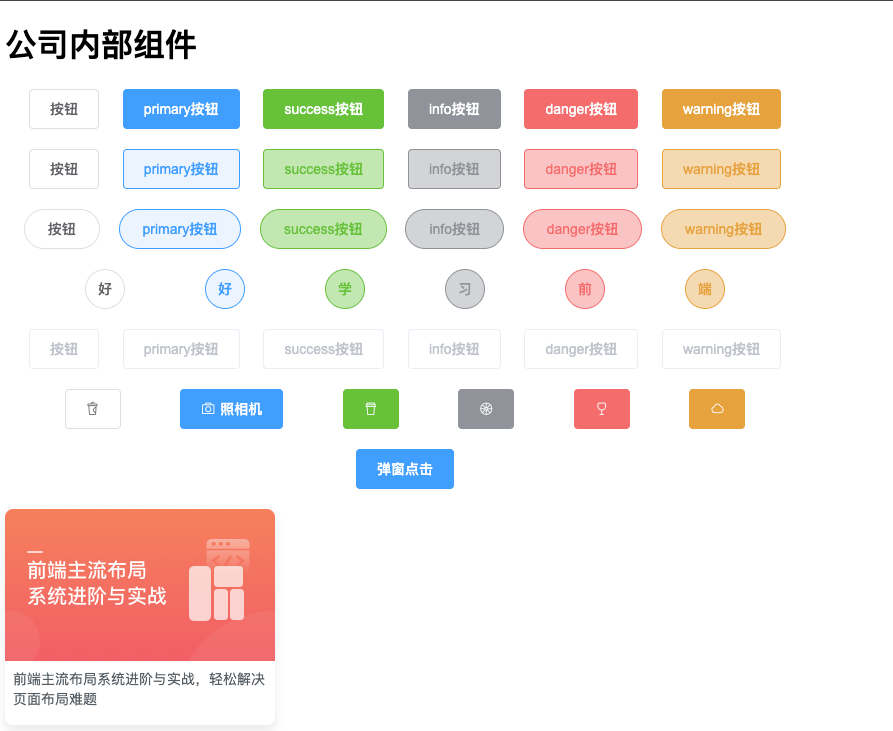 公司内部组件
按钮 primary按钮 success按钮 info按钮 danger按钮 warning按钮
按钮 primary按钮 success按钮 info按钮 danger按钮 warning按钮
按钮 primary按钮 success按钮 info按钮 danger按钮 warning按钮
好 好 学 习 前 端
按钮 primary按钮 success按钮 info按钮 danger按钮 warning按钮
照相机
弹窗点击
前端主流布局
系统进阶与实战
前端主流布局系统进阶与实战，轻松解决
页面布局难题